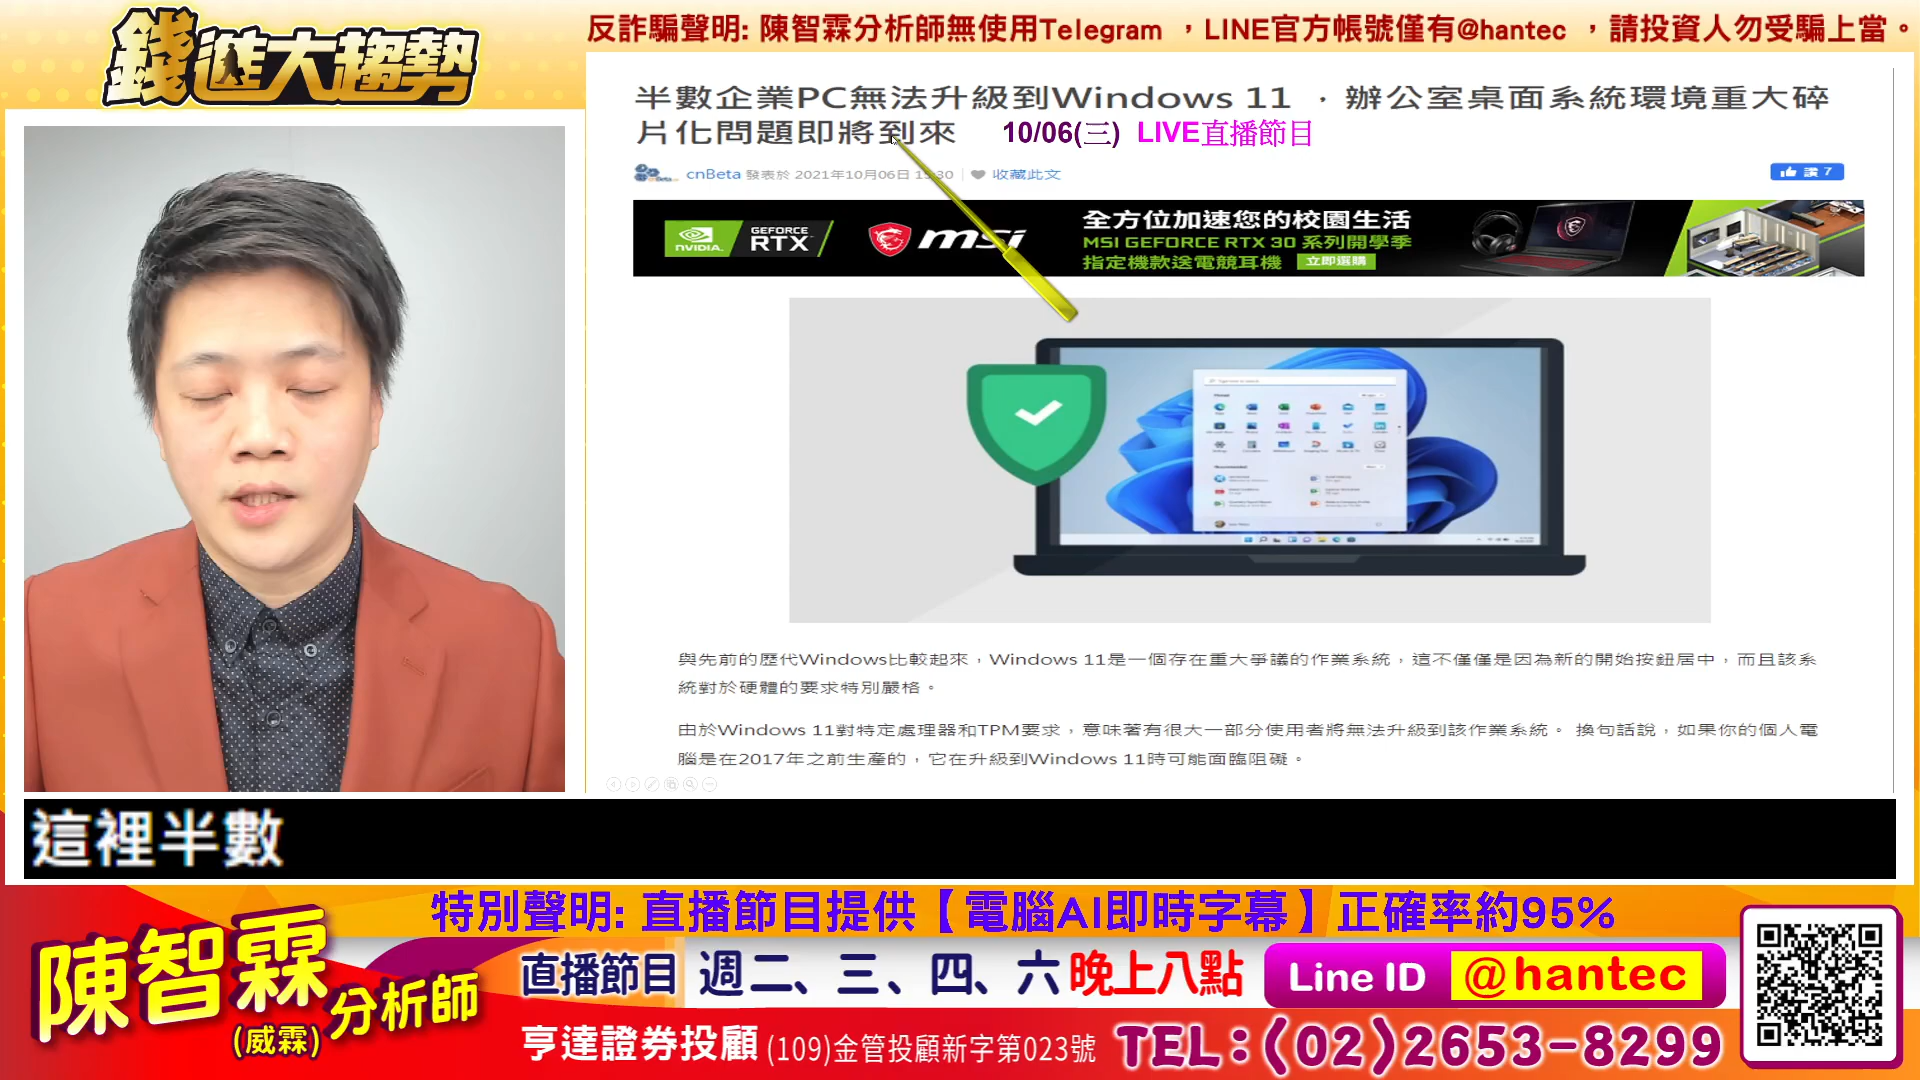 錢進大趨勢
反詐騙聲明: 陳智霖分析師無使用Telegram ，LINE官方帳號僅有@hantec ，請投資人勿受騙上當。
半數企業PC無法升級到Windows 11 ，辦公室桌面系統環境重大碎
片化問題即將到來
10/06(三) LIVE直播節目
cnBeta 發表於 2021年10月06日 15:30
收藏此文
讚 7
NVIDIA. GEFORCE RTX
msi
全方位加速您的校園生活
MSI GEFORCE RTX 30 系列開學季
指定機款送電競耳機 立即選購
與先前的歷代Windows比較起來，Windows 11是一個存在重大爭議的作業系統，這不僅僅是因為新的開始按鈕居中，而且該系
統對於硬體的要求特別嚴格。
由於Windows 11對特定處理器和TPM要求，意味著有很大一部分使用者將無法升級到該作業系統。 換句話說，如果你的個人電
腦是在2017年之前生產的，它在升級到Windows 11時可能面臨阻礙。
這裡半數
特別聲明: 直播節目提供【電腦AI即時字幕】正確率約95%
陳智霖分析師
(威霖)
直播節目 週二、三、四、六 晚上八點
Line ID @hantec
亨達證券投顧 (109)金管投顧新字第023號 TEL:(02)2653-8299